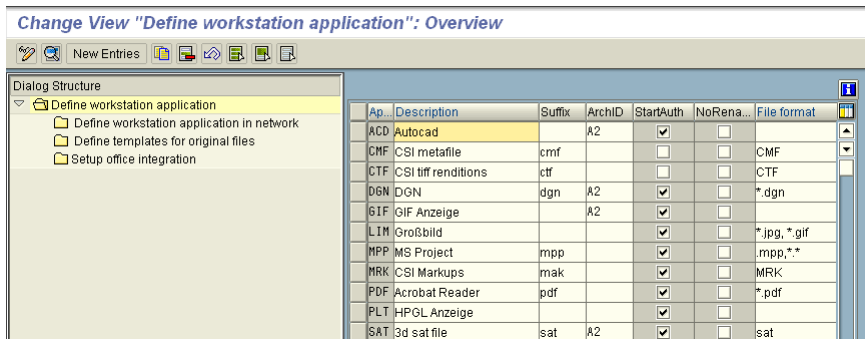 Change View "Define workstation application": Overview
New Entries
Dialog Structure
Define workstation application
Define workstation application in network
Define templates for original files
Setup office integration
Ap... Description Suffix ArchID StartAuth NoRena... File format
ACD Autocad A2
CMF CSI metafile cmf CMF
CTF CSI tiff renditions ctf CTF
DGN DGN dgn A2 *.dgn
GIF GIF Anzeige A2
LIM Großbild *.jpg, *.gif
MPP MS Project mpp .mpp,*.*
MRK CSI Markups mak MRK
PDF Acrobat Reader pdf *.pdf
PLT HPGL Anzeige
SAT 3d sat file sat A2 sat